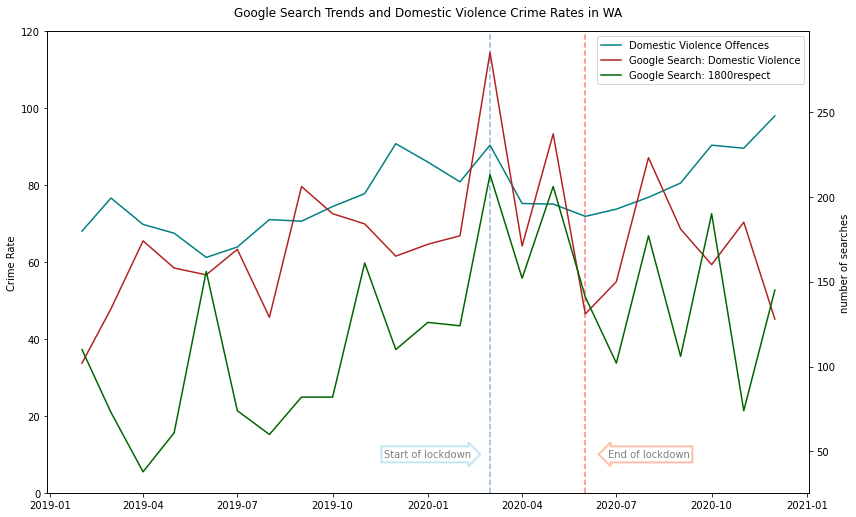 Google Search Trends and Domestic Violence Crime Rates in WA
Domestic Violence Offences
Google Search: Domestic Violence
Google Search: 1800respect
120
100
80
60
40
20
0
Crime Rate
250
200
150
100
50
number of searches
Start of lockdown
End of lockdown
2019-01
2019-04
2019-07
2019-10
2020-01
2020-04
2020-07
2020-10
2021-01